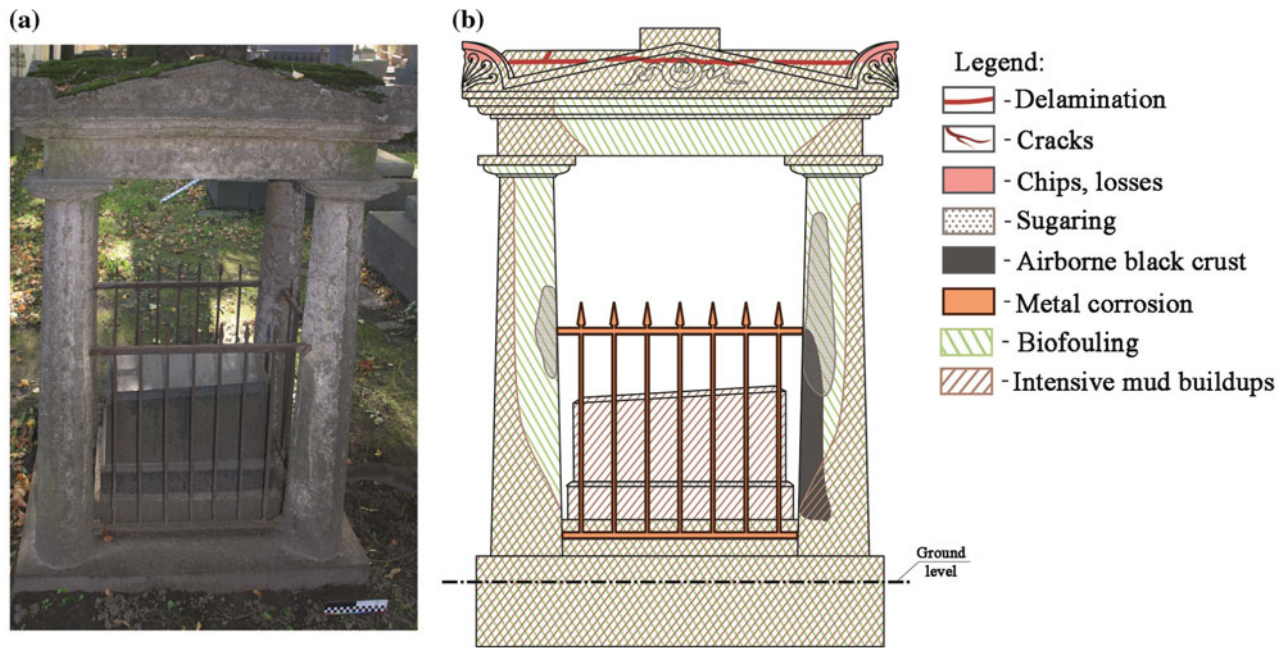 (a)
(b)
Legend:
- Delamination
- Cracks
- Chips, losses
- Sugaring
- Airborne black crust
- Metal corrosion
- Biofouling
- Intensive mud buildups
Ground
level